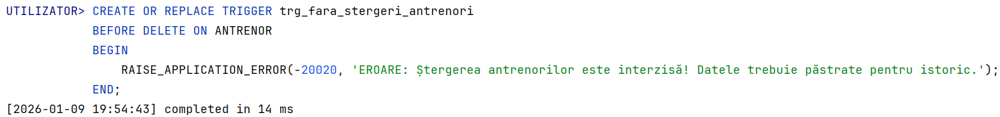 UTILIZATOR> CREATE OR REPLACE TRIGGER trg_fara_stergeri_antrenori
BEFORE DELETE ON ANTRENOR
BEGIN
RAISE_APPLICATION_ERROR(-20020, 'EROARE: Ștergerea antrenorilor este interzisă! Datele trebuie păstrate pentru istoric.');
END;
[2026-01-09 19:54:43] completed in 14 ms